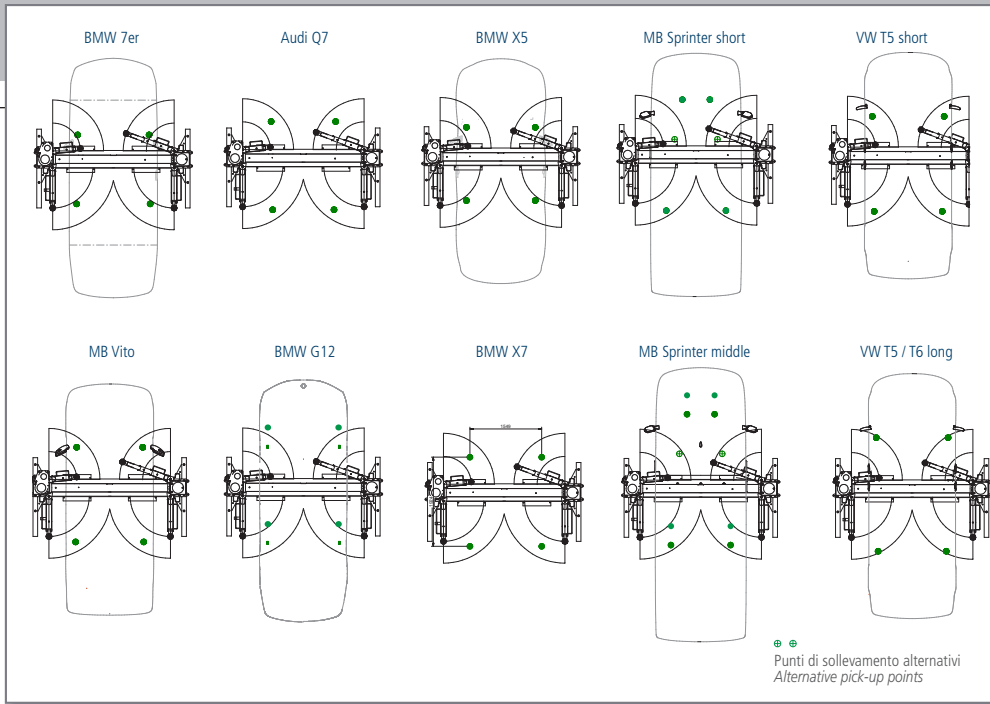 BMW 7er
Audi Q7
BMW X5
MB Sprinter short
VW T5 short
MB Vito
BMW G12
BMW X7
MB Sprinter middle
VW T5 / T6 long
Punti di sollevamento alternativi
Alternative pick-up points